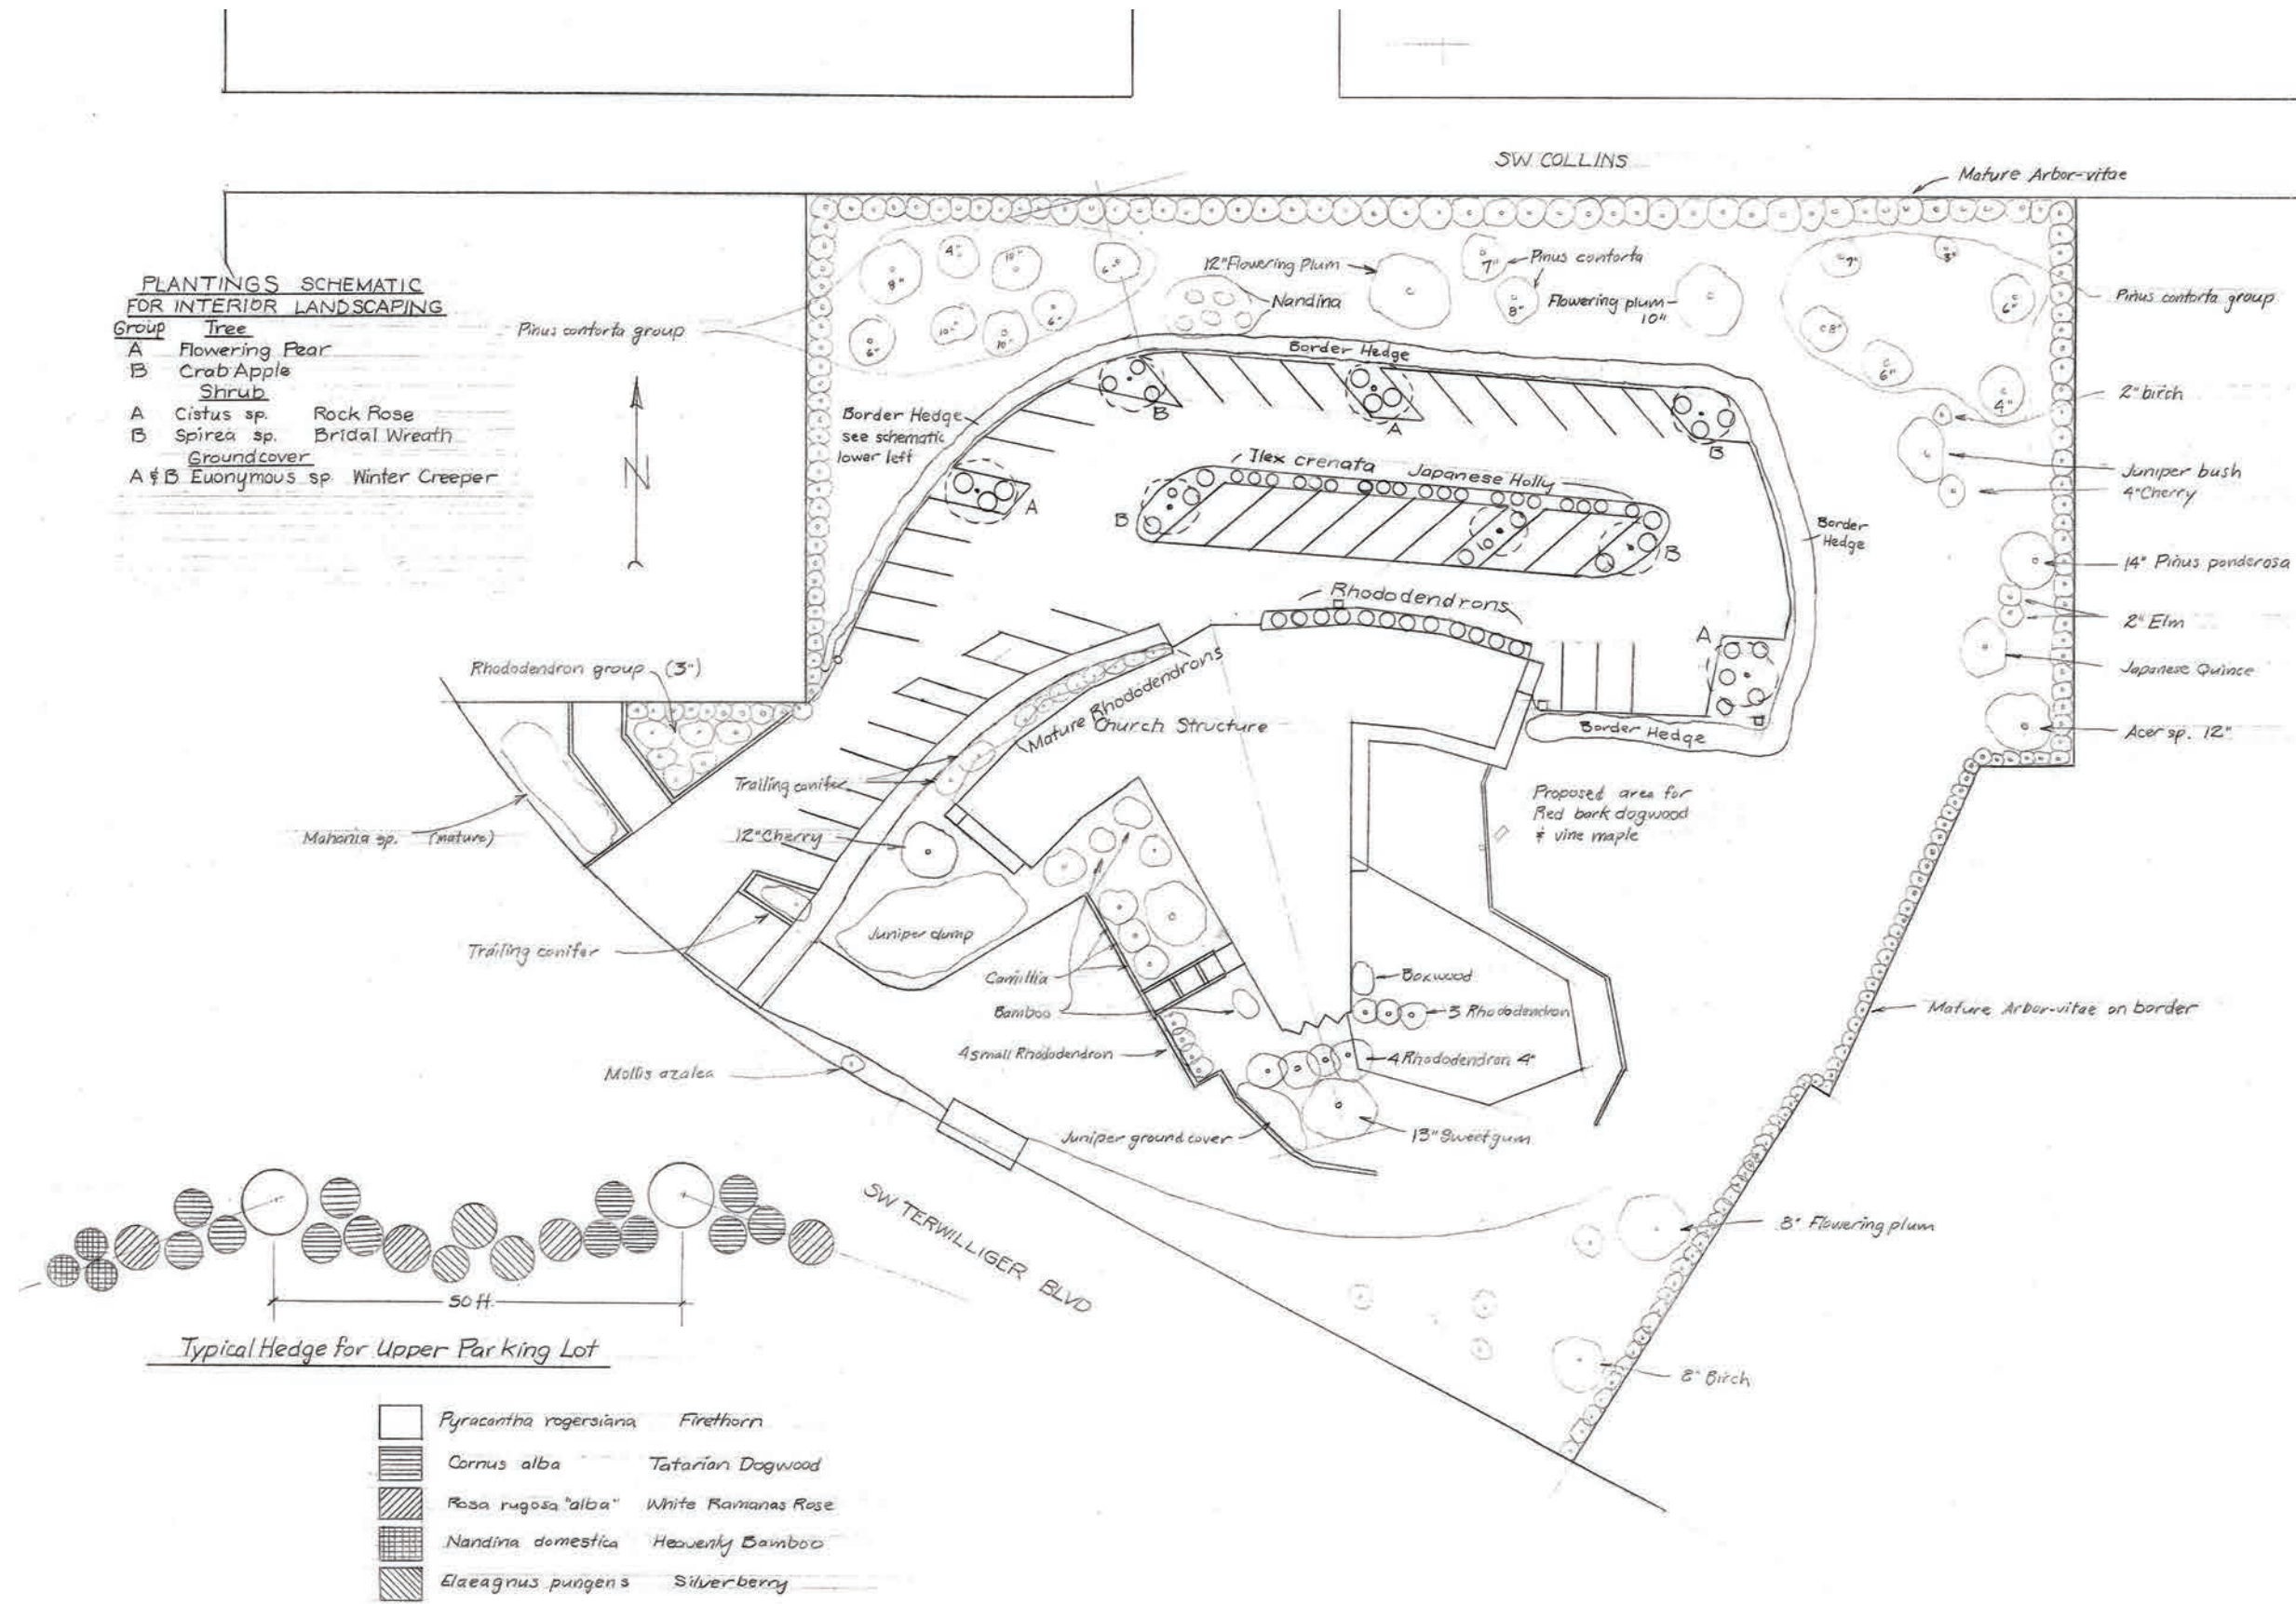 SW COLLINS
Mature Arbor-vitae
PLANTINGS SCHEMATIC
FOR INTERIOR LANDSCAPING
Group Tree
A Flowering Pear
B Crab Apple
Shrub
A Cistus sp. Rock Rose
B Spirea sp. Bridal Wreath
Groundcover
A & B Euonymous sp. Winter Creeper
N
Pinus contorta group
8"
4"
10"
6"
6"
10"
10"
6"
12" Flowering Plum
Nandina
7"
Pinus contorta
8"
Flowering plum
10"
7"
3"
6"
8"
6"
4"
Pinus contorta group
2" birch
Juniper bush
4" Cherry
14" Pinus ponderosa
2" Elm
Japanese Quince
Acer sp. 12"
Border Hedge
Border Hedge
see schematic
lower left
B
A
B
A
Ilex crenata Japanese Holly
B
B
Border
Hedge
Rhododendrons
A
Border Hedge
Rhododendron group (3")
Mature Rhododendrons
Church Structure
Trailing conifer
Mahonia sp. (mature)
12" Cherry
Proposed area for
Red bark dogwood
& vine maple
Juniper clump
Trailing conifer
Camillia
Bamboo
Boxwood
3 Rhododendron
4 small Rhododendron
4 Rhododendron 4"
Mollis azalea
Juniper ground cover
13" Sweetgum
Mature Arbor-vitae on border
SW TERWILLIGER BLVD
8" Flowering plum
8" Birch
50 ft.
Typical Hedge for Upper Parking Lot
Pyracantha rogersiana Firethorn
Cornus alba Tatarian Dogwood
Rosa rugosa "alba" White Ramanas Rose
Nandina domestica Heavenly Bamboo
Elaeagnus pungens Silverberry